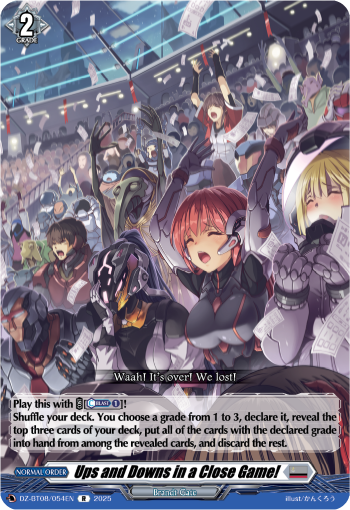 2
GRADE
Waah! It's over! We lost!
Play this with [BLAST 1]!
Shuffle your deck. You choose a grade from 1 to 3, declare it, reveal the
top three cards of your deck, put all of the cards with the declared grade
into hand from among the revealed cards, and discard the rest.
NORMAL ORDER
Ups and Downs in a Close Game!
Brandt Gate
DZ-BT08/054EN R 2025
illust/かんくろう